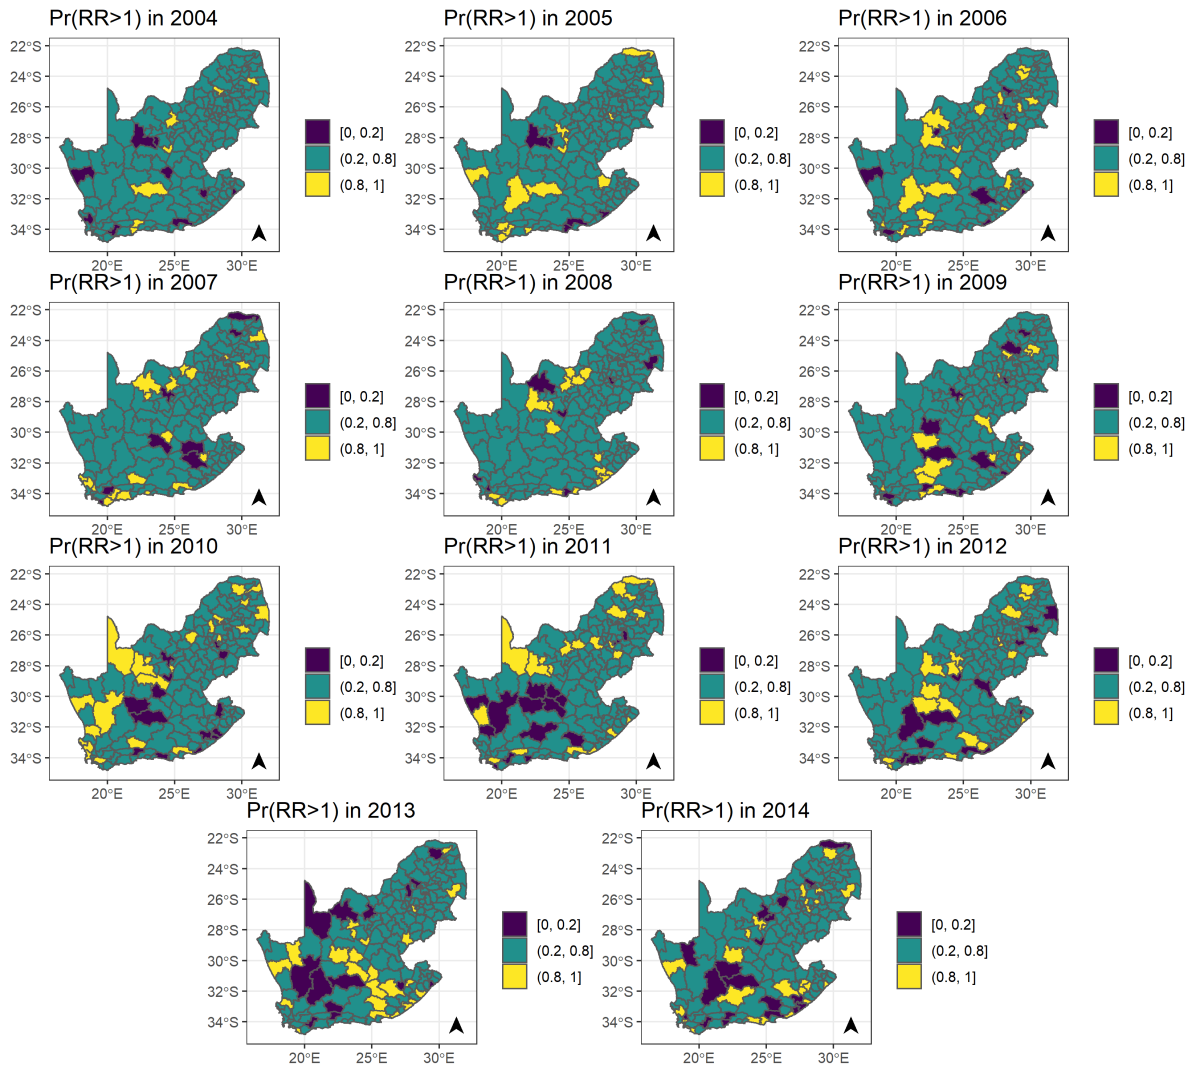 Pr(RR>1) in 2004
22°S
24°S
26°S
28°S
30°S
32°S
34°S
20°E 25°E 30°E
[0, 0.2]
(0.2, 0.8]
(0.8, 1]
Pr(RR>1) in 2005
22°S
24°S
26°S
28°S
30°S
32°S
34°S
20°E 25°E 30°E
[0, 0.2]
(0.2, 0.8]
(0.8, 1]
Pr(RR>1) in 2006
22°S
24°S
26°S
28°S
30°S
32°S
34°S
20°E 25°E 30°E
[0, 0.2]
(0.2, 0.8]
(0.8, 1]
Pr(RR>1) in 2007
22°S
24°S
26°S
28°S
30°S
32°S
34°S
20°E 25°E 30°E
[0, 0.2]
(0.2, 0.8]
(0.8, 1]
Pr(RR>1) in 2008
22°S
24°S
26°S
28°S
30°S
32°S
34°S
20°E 25°E 30°E
[0, 0.2]
(0.2, 0.8]
(0.8, 1]
Pr(RR>1) in 2009
22°S
24°S
26°S
28°S
30°S
32°S
34°S
20°E 25°E 30°E
[0, 0.2]
(0.2, 0.8]
(0.8, 1]
Pr(RR>1) in 2010
22°S
24°S
26°S
28°S
30°S
32°S
34°S
20°E 25°E 30°E
[0, 0.2]
(0.2, 0.8]
(0.8, 1]
Pr(RR>1) in 2011
22°S
24°S
26°S
28°S
30°S
32°S
34°S
20°E 25°E 30°E
[0, 0.2]
(0.2, 0.8]
(0.8, 1]
Pr(RR>1) in 2012
22°S
24°S
26°S
28°S
30°S
32°S
34°S
20°E 25°E 30°E
[0, 0.2]
(0.2, 0.8]
(0.8, 1]
Pr(RR>1) in 2013
22°S
24°S
26°S
28°S
30°S
32°S
34°S
20°E 25°E 30°E
[0, 0.2]
(0.2, 0.8]
(0.8, 1]
Pr(RR>1) in 2014
22°S
24°S
26°S
28°S
30°S
32°S
34°S
20°E 25°E 30°E
[0, 0.2]
(0.2, 0.8]
(0.8, 1]